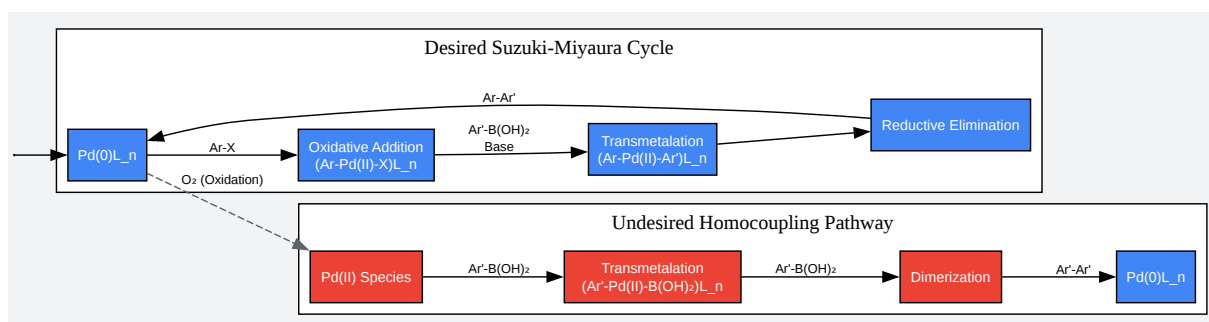 Desired Suzuki-Miyaura Cycle
Ar-Ar'
Pd(0)L_n
Ar-X
Oxidative Addition
(Ar-Pd(II)-X)L_n
Ar'-B(OH)₂
Base
Transmetalation
(Ar-Pd(II)-Ar')L_n
Reductive Elimination
O₂ (Oxidation)
Undesired Homocoupling Pathway
Pd(II) Species
Ar'-B(OH)₂
Transmetalation
(Ar'-Pd(II)-B(OH)₂)L_n
Ar'-B(OH)₂
Dimerization
Ar'-Ar'
Pd(0)L_n